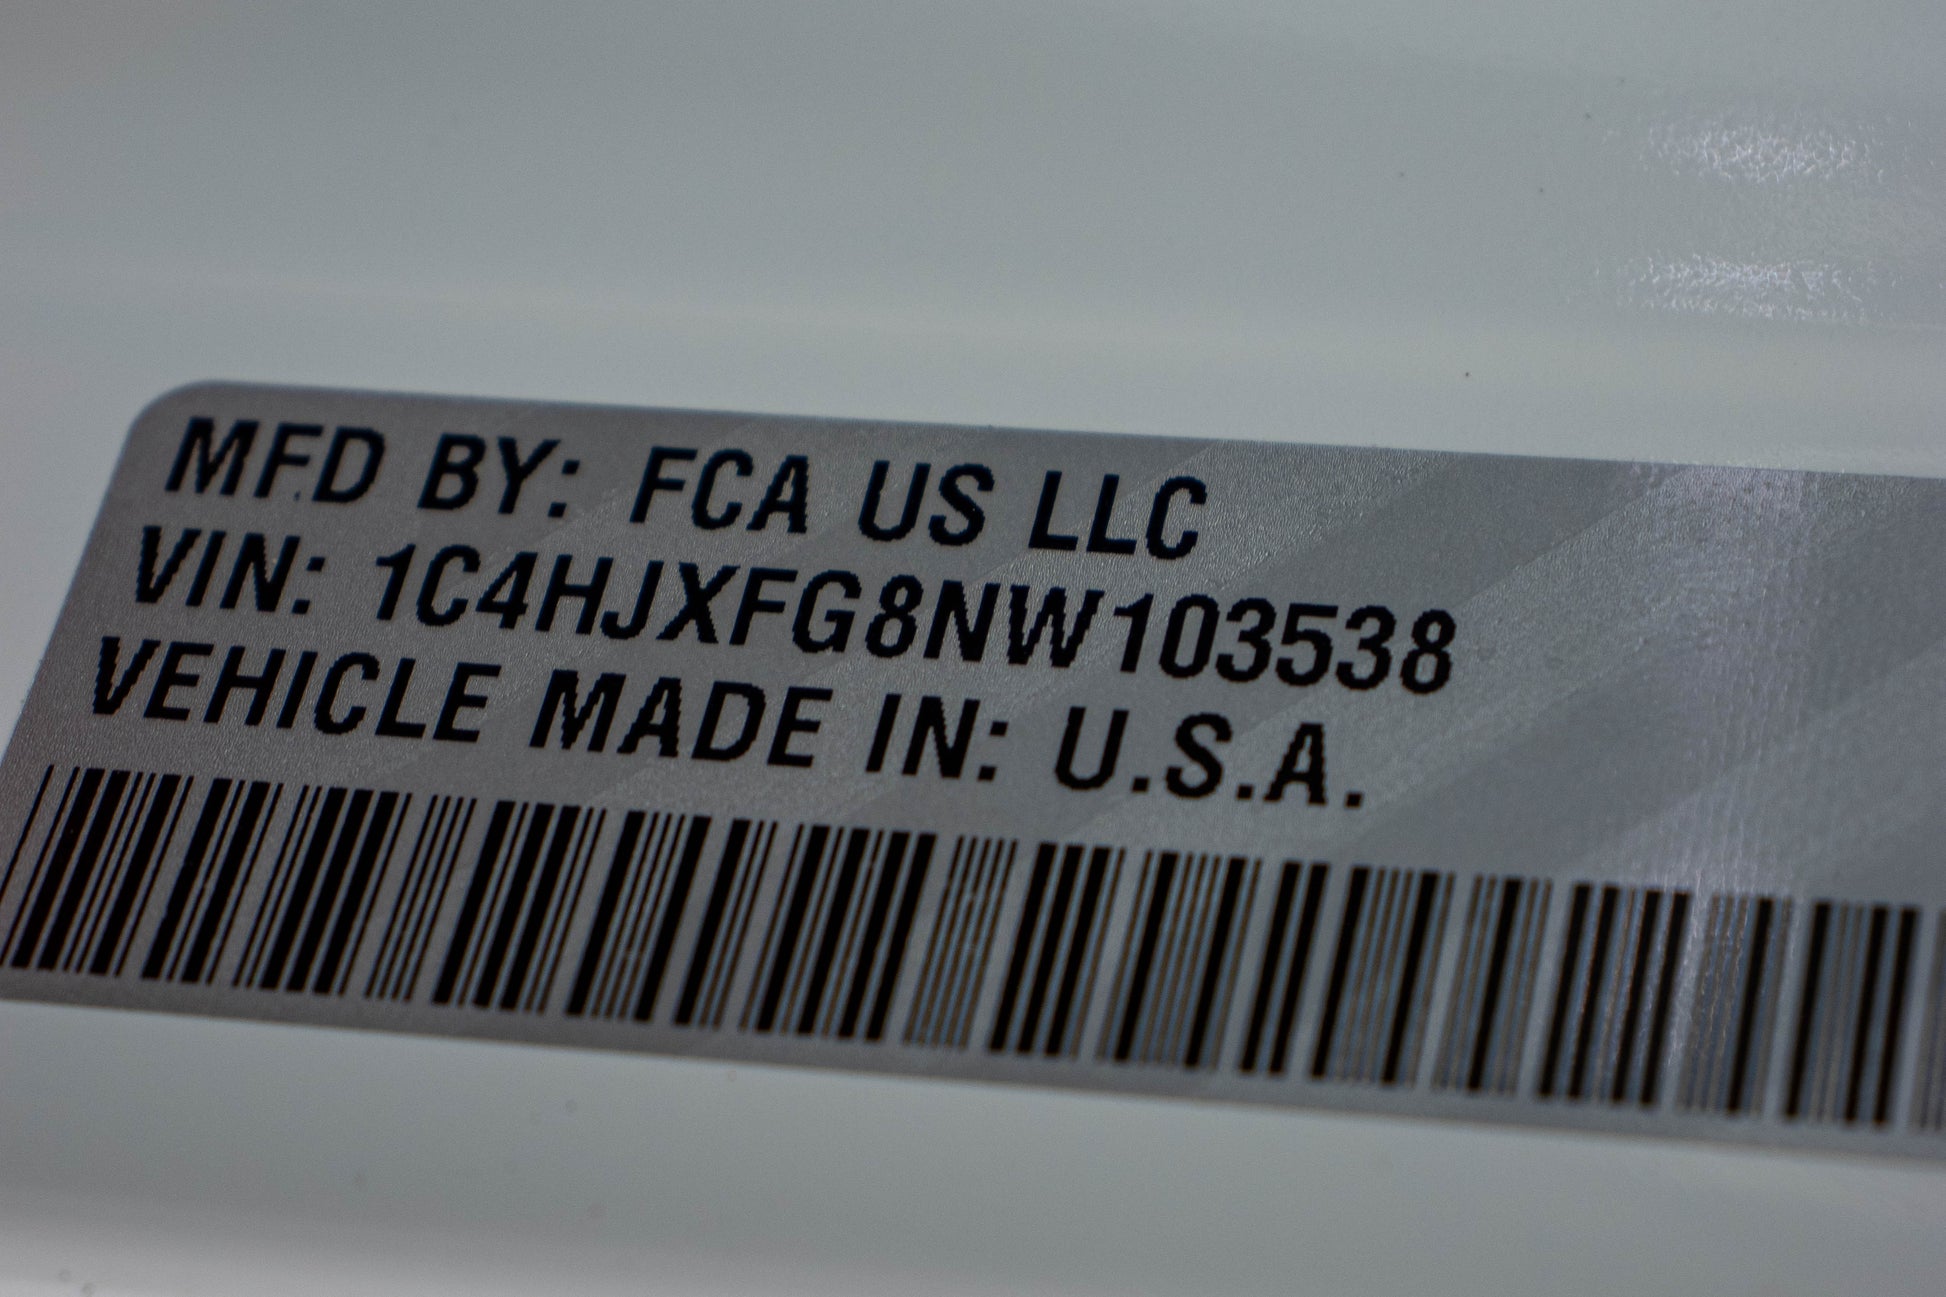 MFD BY: FCA US LLC
VIN: 1C4HJXFG8NW103538
VEHICLE MADE IN: U.S.A.